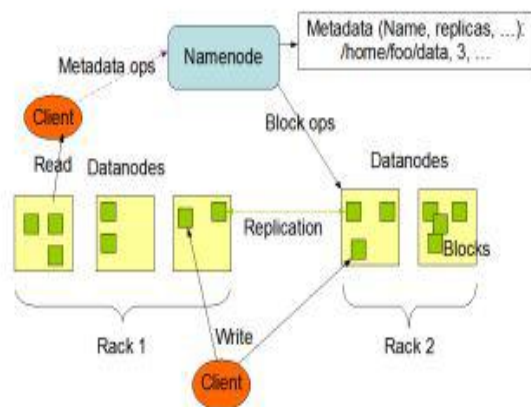 Metadata (Name, replicas, ...):
/home/foo/data, 3, ...
Namenode
Metadata ops
Client
Block ops
Read
Datanodes
Datanodes
Replication
Blocks
Rack 1
Write
Rack 2
Client